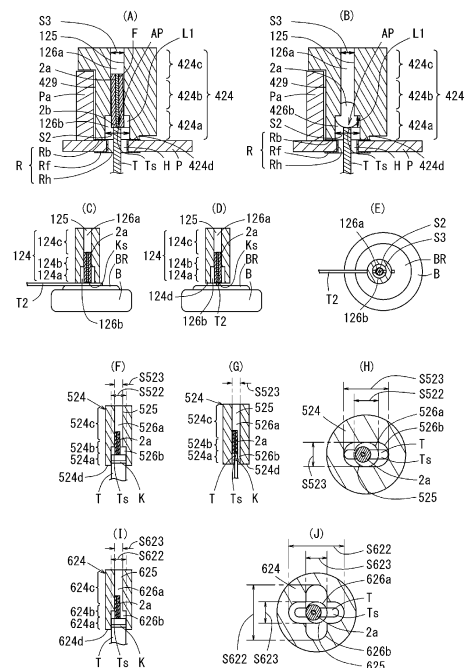 (A)
S3
F
AP
L1
125
126a
2a
429
Pa
2b
126b
S2
424c
424b
424a
424
R
Rb
Rf
Rh
T Ts H P 424d
(B)
S3
AP
L1
125
126a
2a
429
Pa
426b
S2
424c
424b
424a
424
R
Rb
Rf
Rh
T Ts H P 424d
(C)
125
126a
2a
Ks
BR
B
124
124c
124b
124a
T2
126b
(D)
125
126a
2a
Ks
BR
B
124
124c
124b
124a
124d
126b
T2
(E)
126a
S2
S3
BR
B
T2
126b
(F)
S523
S522
524
525
524c
526a
2a
524b
524a
526b
524d
T Ts K
(G)
S523
524
525
524c
526a
2a
524b
524a
526b
524d
T Ts K
(H)
S523
S522
524
526a
526b
T
Ts
S523
2a
525
(I)
S623
S622
624
625
624c
626a
2a
624b
624a
626b
624d
T Ts K
(J)
S622
S623
624
626a
T
Ts
2a
S622
S623
626b
625